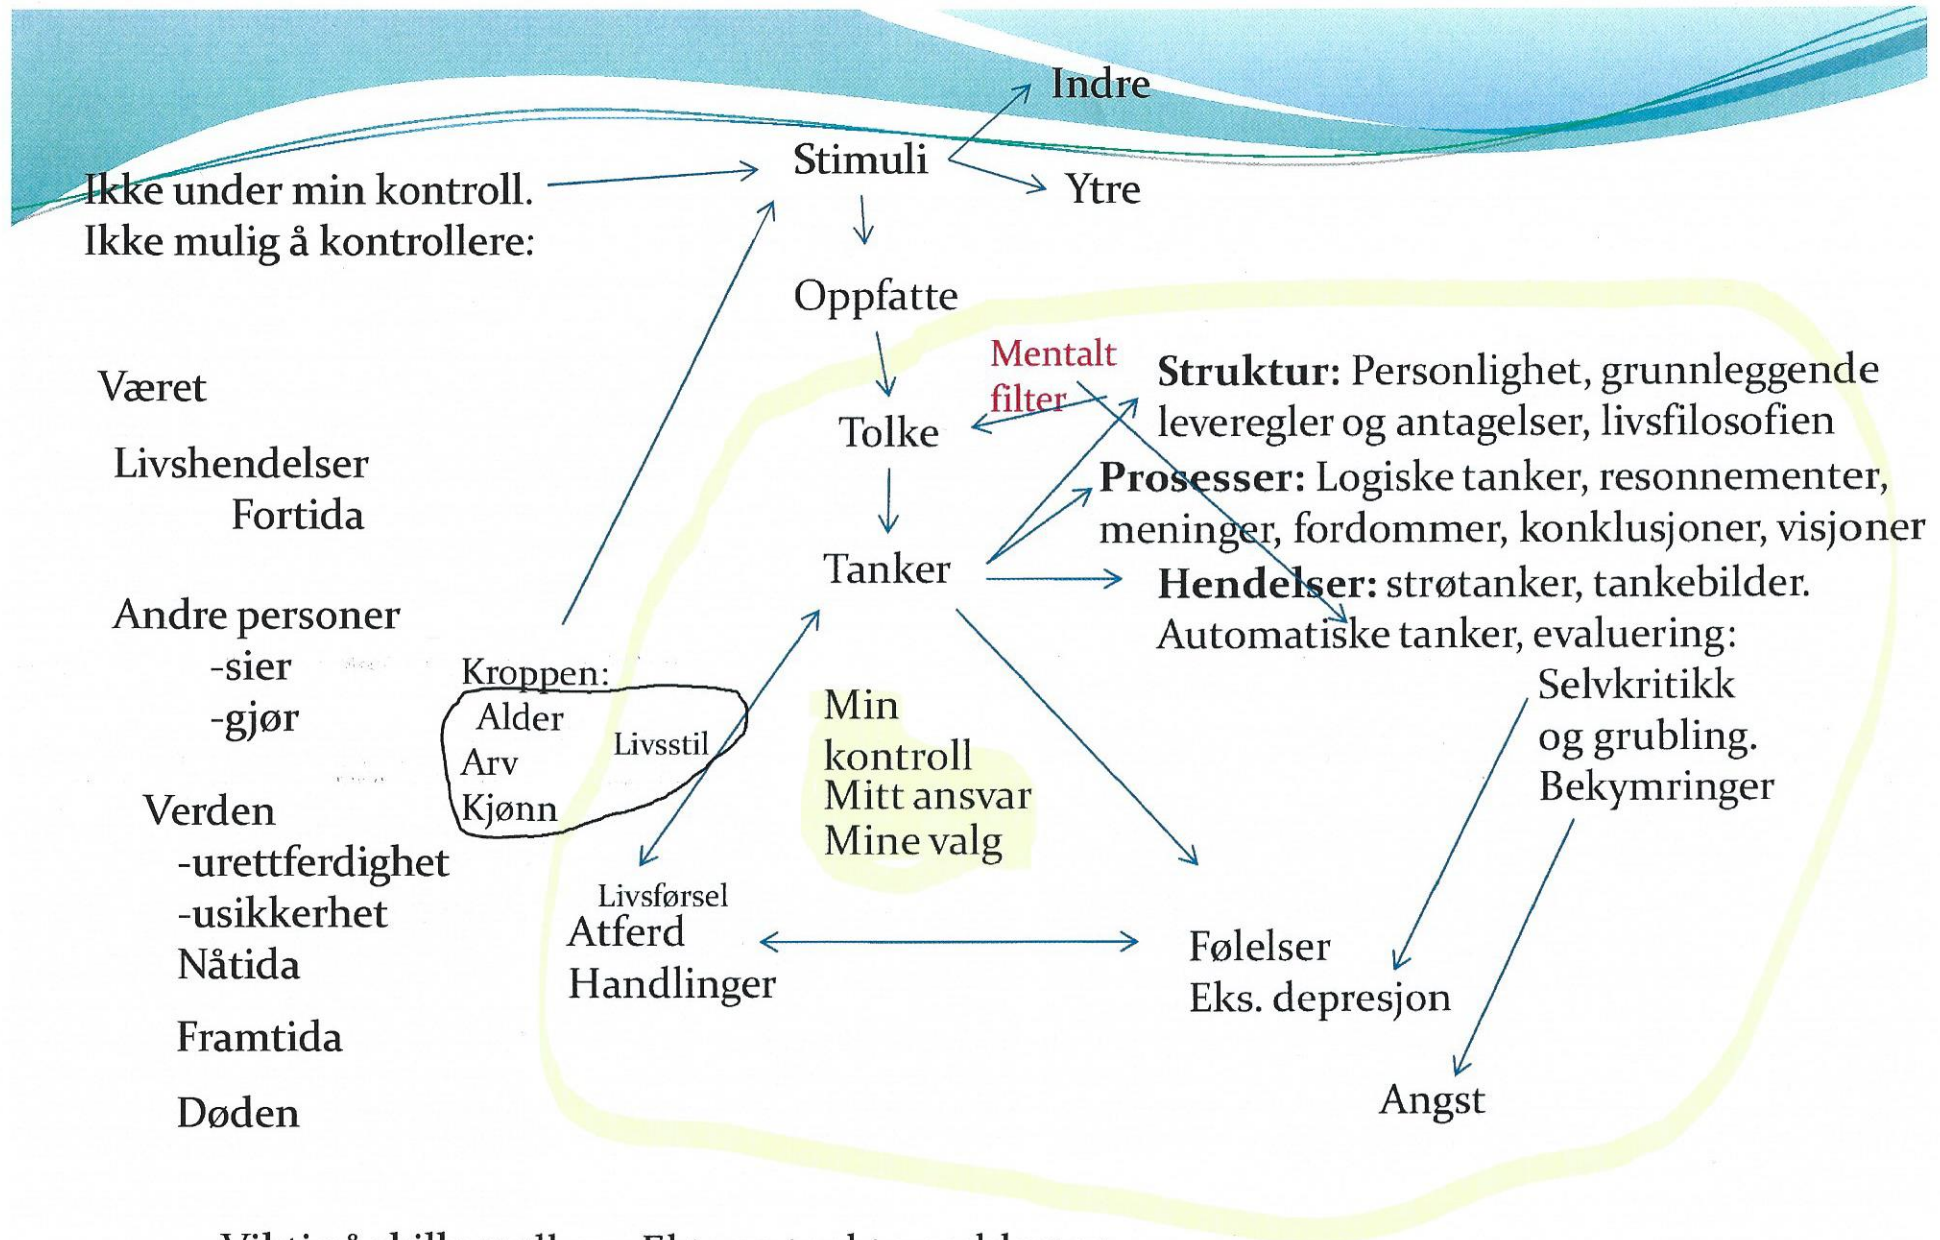 Indre
Stimuli
Ytre
Ikke under min kontroll.
Ikke mulig å kontrollere:
Oppfatte
Været
Livshendelser
Fortida
Andre personer
-sier
-gjør
Verden
-urettferdighet
-usikkerhet
Nåtida
Framtida
Døden
Kroppen:
Alder
Livsstil
Arv
Kjønn
Mentalt
filter
Tolke
Tanker
Struktur: Personlighet, grunnleggende
leveregler og antagelser, livsfilosofien
Prosesser: Logiske tanker, resonnementer,
meninger, fordommer, konklusjoner, visjoner
Hendelser: strøtanker, tankebilder.
Automatiske tanker, evaluering:
Selvkritikk
og grubling.
Bekymringer
Min
kontroll
Mitt ansvar
Mine valg
Livsførsel
Atferd
Handlinger
Følelser
Eks. depresjon
Angst